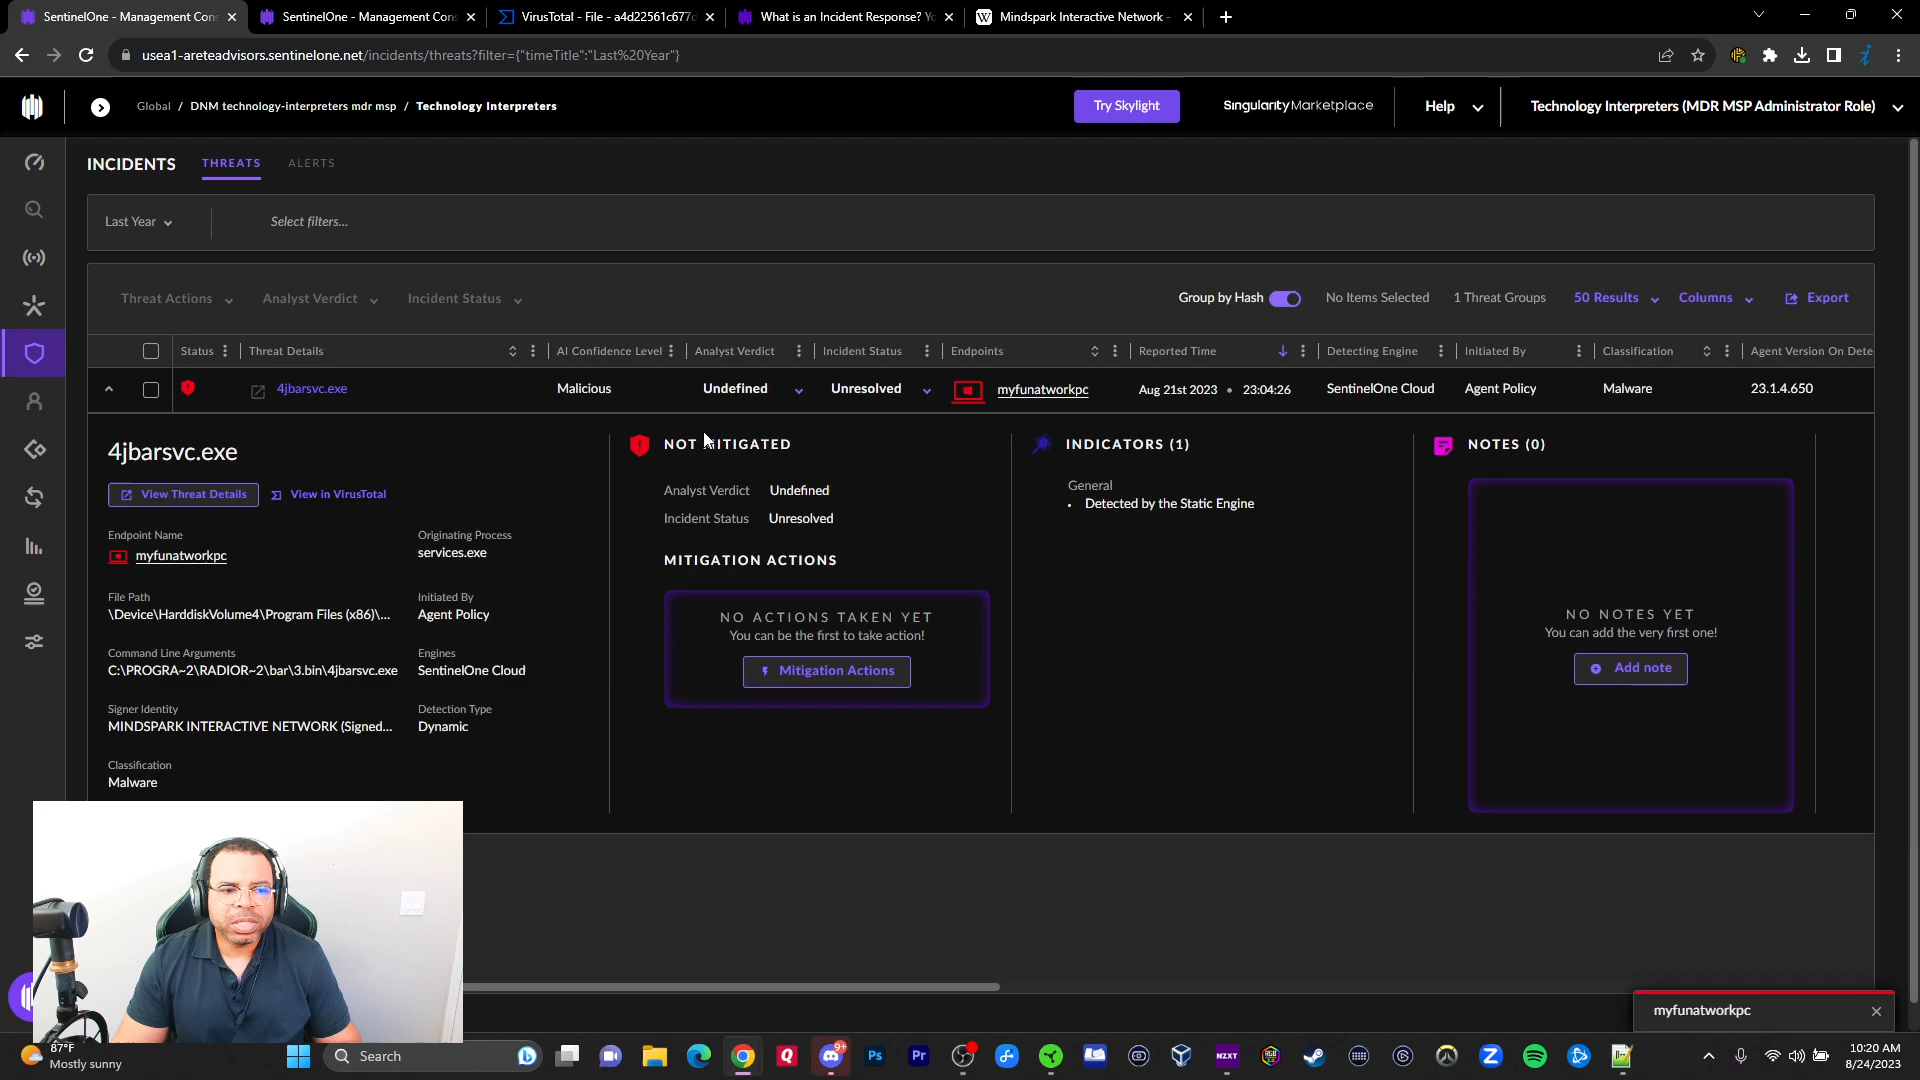 SentinelOne - Management Cons
SentinelOne - Management Cons
VirusTotal - File - a4d22561c677d
What is an Incident Response? Yo
Mindspark Interactive Network -
usea1-areteadvisors.sentinelone.net/incidents/threats?filter={"timeTitle":"Last%20Year"}
Global / DNM technology-interpreters mdr msp / Technology Interpreters
Try Skylight
Singularity Marketplace
Help
Technology Interpreters (MDR MSP Administrator Role)
INCIDENTS THREATS ALERTS
Last Year Select filters...
Threat Actions Analyst Verdict Incident Status
Group by Hash No Items Selected 1 Threat Groups 50 Results Columns Export
Status Threat Details AI Confidence Level Analyst Verdict Incident Status Endpoints Reported Time Detecting Engine Initiated By Classification Agent Version On Dete
4jbarsvc.exe Malicious Undefined Unresolved myfunatworkpc Aug 21st 2023 • 23:04:26 SentinelOne Cloud Agent Policy Malware 23.1.4.650
4jbarsvc.exe
View Threat Details View in VirusTotal
Endpoint Name
myfunatworkpc
Originating Process
services.exe
File Path
\Device\HarddiskVolume4\Program Files (x86)\...
Initiated By
Agent Policy
Command Line Arguments
C:\PROGRA~2\RADIOR~2\bar\3.bin\4jbarsvc.exe
Engines
SentinelOne Cloud
Signer Identity
MINDSPARK INTERACTIVE NETWORK (Signed...
Detection Type
Dynamic
Classification
Malware
NOT MITIGATED
Analyst Verdict Undefined
Incident Status Unresolved
MITIGATION ACTIONS
NO ACTIONS TAKEN YET
You can be the first to take action!
Mitigation Actions
INDICATORS (1)
General
• Detected by the Static Engine
NOTES (0)
NO NOTES YET
You can add the very first one!
Add note
myfunatworkpc
87°F
Mostly sunny
Search
9+
Q
Ps
Pr
NZXT
Z
10:20 AM
8/24/2023